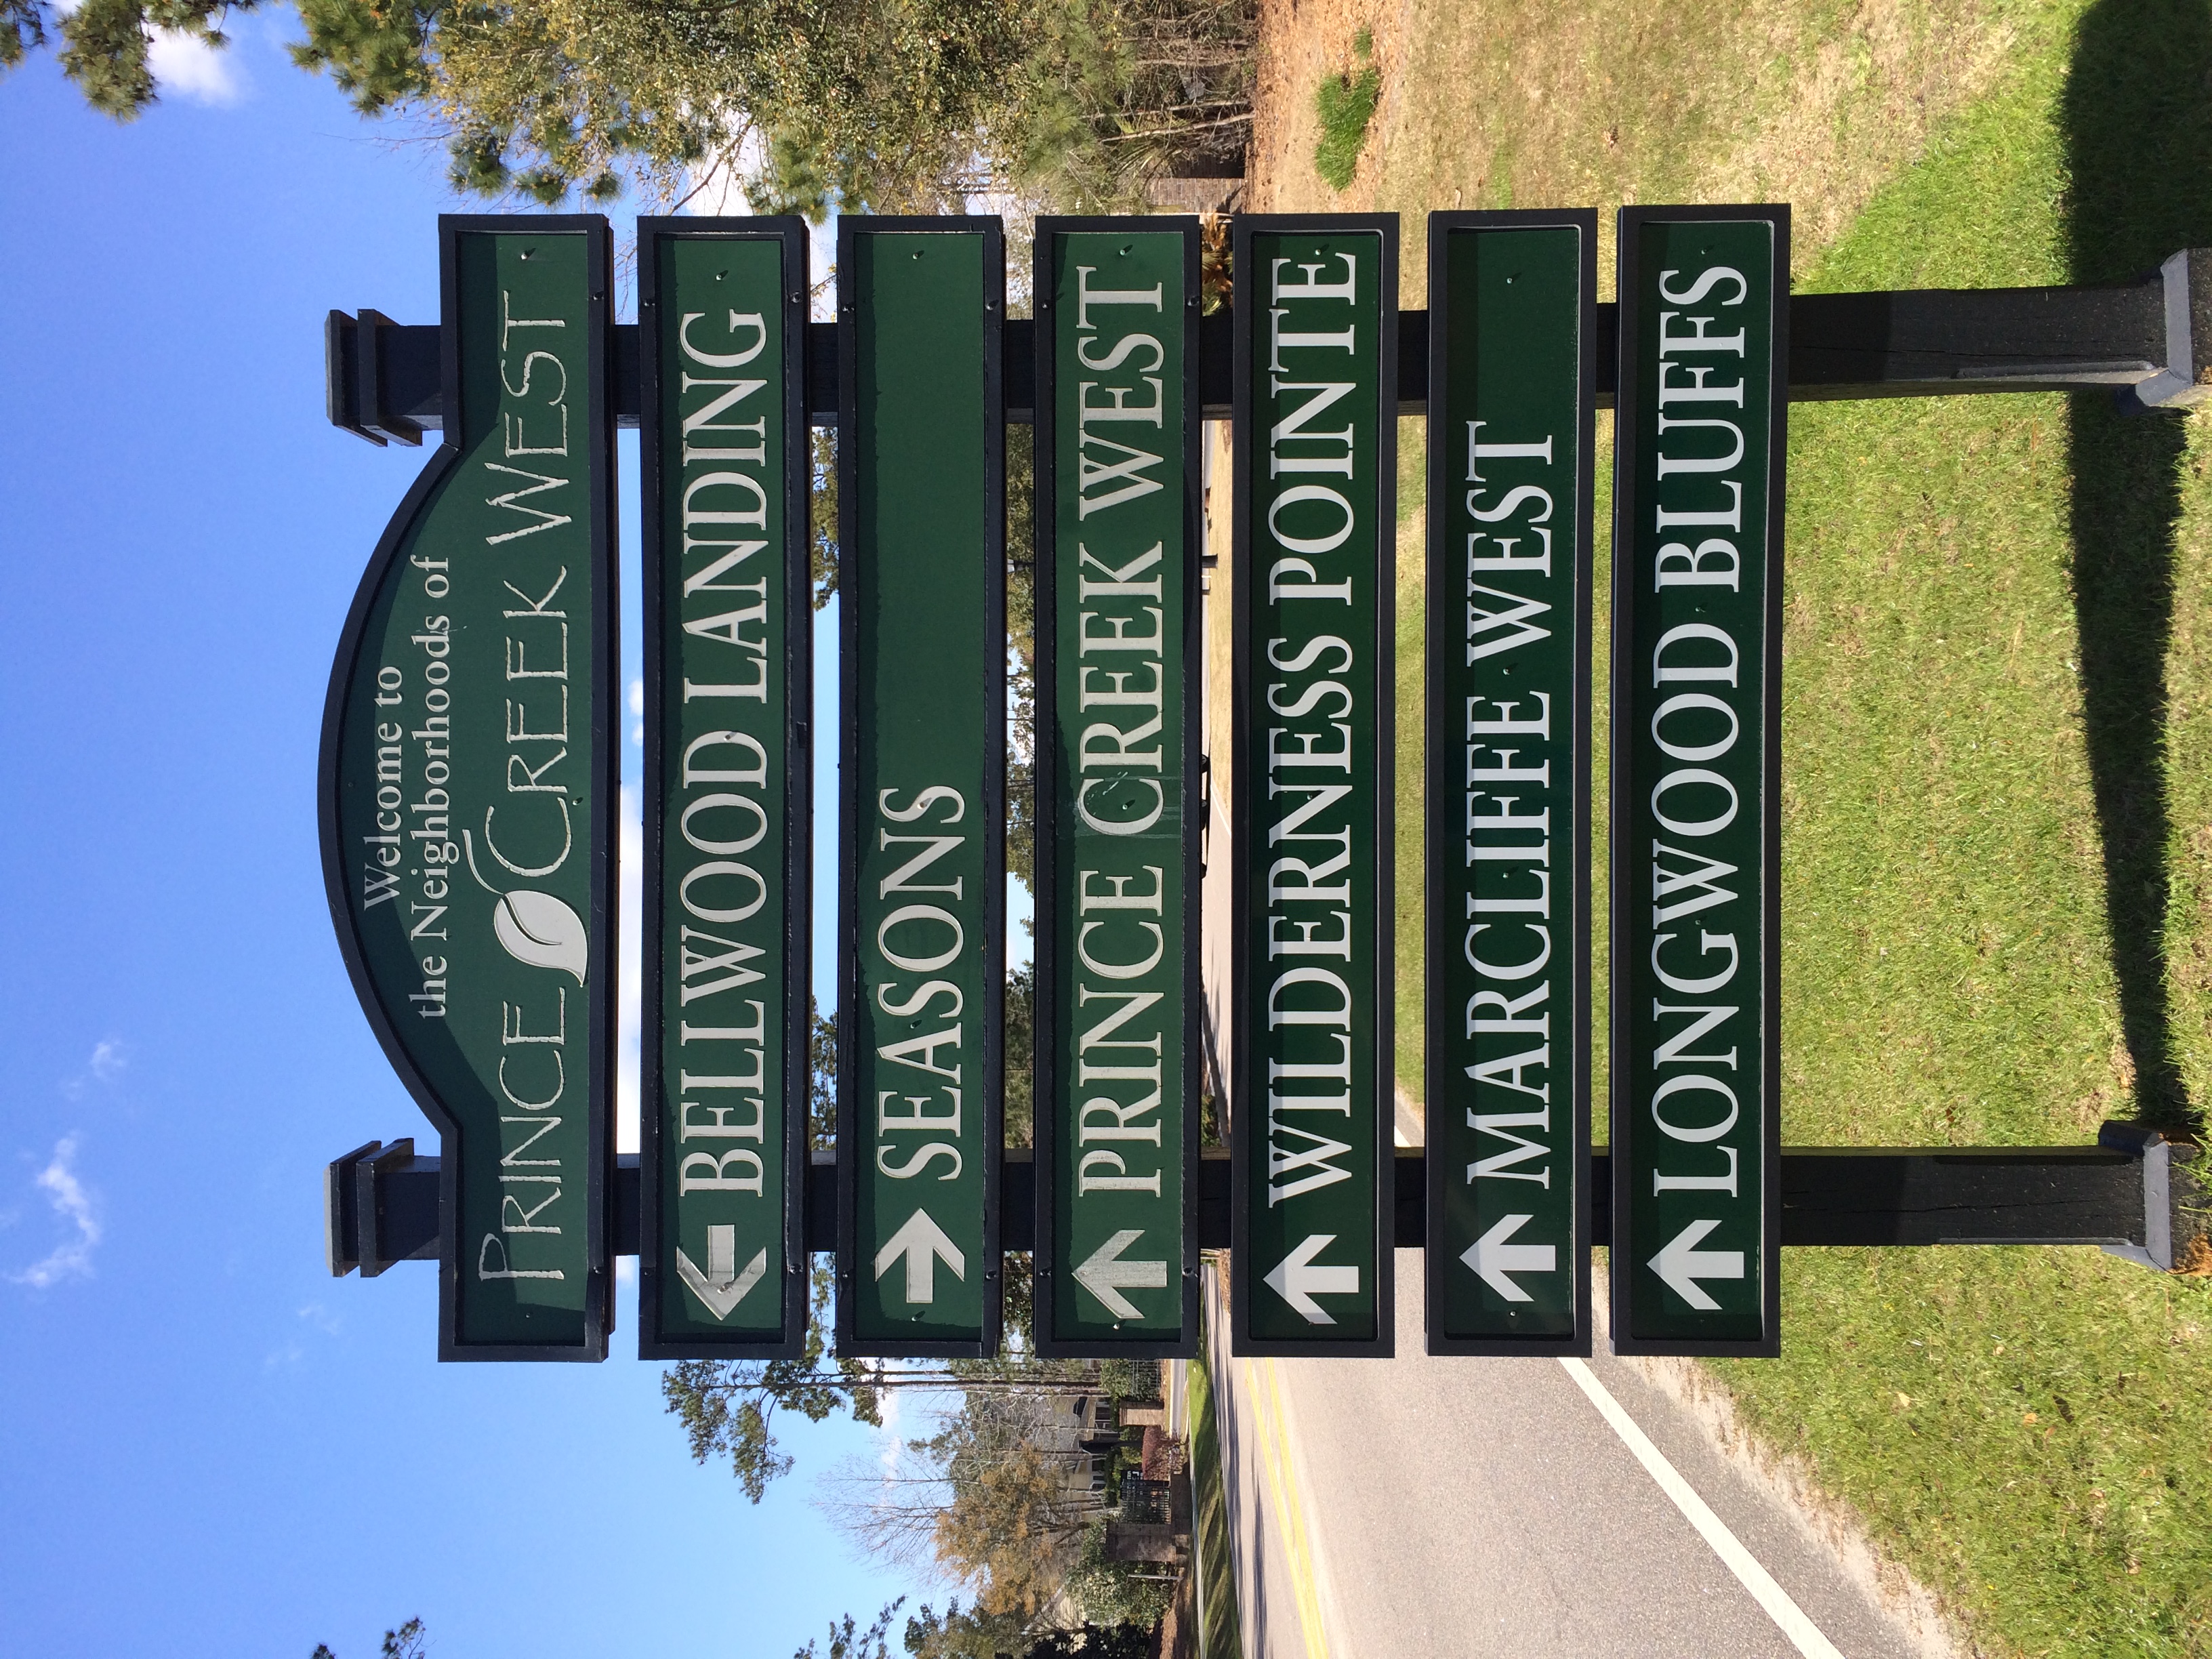 Welcome to
the Neighborhoods of
PRINCE CREEK WEST
BELLWOOD LANDING
SEASONS
PRINCE CREEK WEST
WILDERNESS POINTE
MARCLIFFE WEST
LONGWOOD BLUFFS